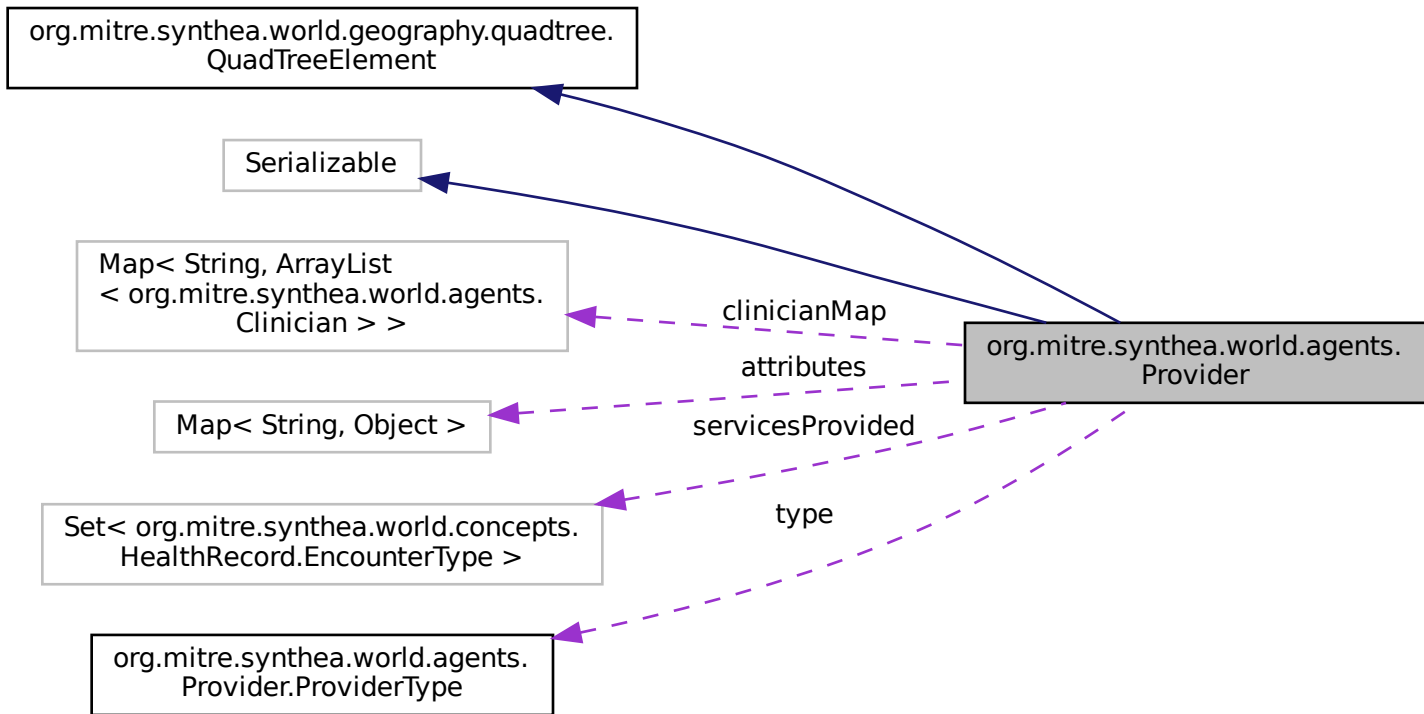 org.mitre.synthea.world.geography.quadtree.
QuadTreeElement
Serializable
Map< String, ArrayList
< org.mitre.synthea.world.agents.
Clinician > >
clinicianMap
org.mitre.synthea.world.agents.
Provider
attributes
Map< String, Object >
servicesProvided
Set< org.mitre.synthea.world.concepts.
HealthRecord.EncounterType >
type
org.mitre.synthea.world.agents.
Provider.ProviderType